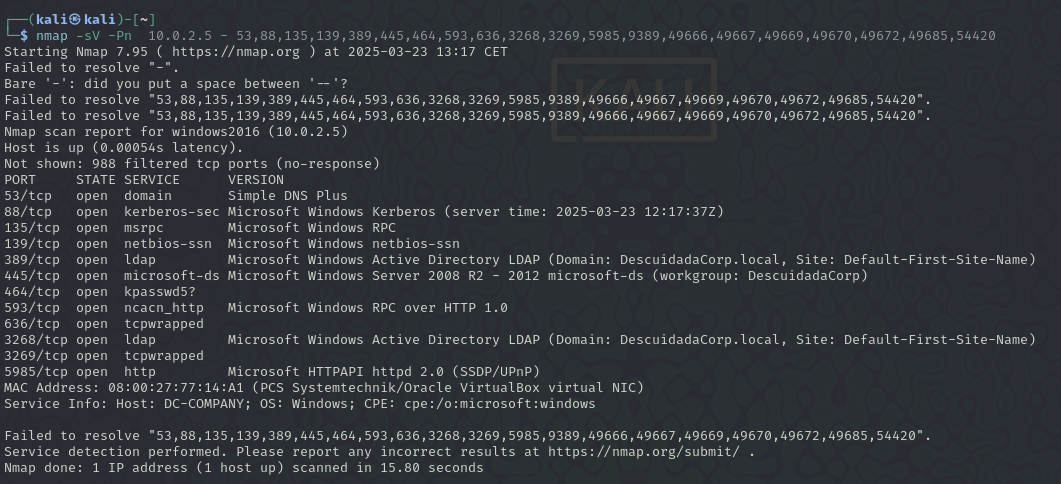 ┌──(kali㉿kali)-[~]
└─$ nmap -sV -Pn  10.0.2.5 - 53,88,135,139,389,445,464,593,636,3268,3269,5985,9389,49666,49667,49669,49670,49672,49685,54420
Starting Nmap 7.95 ( https://nmap.org ) at 2025-03-23 13:17 CET
Failed to resolve "-".
Bare '-': did you put a space between '--'?
Failed to resolve "53,88,135,139,389,445,464,593,636,3268,3269,5985,9389,49666,49667,49669,49670,49672,49685,54420".
Failed to resolve "53,88,135,139,389,445,464,593,636,3268,3269,5985,9389,49666,49667,49669,49670,49672,49685,54420".
Nmap scan report for windows2016 (10.0.2.5)
Host is up (0.00054s latency).
Not shown: 988 filtered tcp ports (no-response)
PORT     STATE SERVICE      VERSION
53/tcp   open  domain       Simple DNS Plus
88/tcp   open  kerberos-sec Microsoft Windows Kerberos (server time: 2025-03-23 12:17:37Z)
135/tcp  open  msrpc        Microsoft Windows RPC
139/tcp  open  netbios-ssn  Microsoft Windows netbios-ssn
389/tcp  open  ldap         Microsoft Windows Active Directory LDAP (Domain: DescuidadaCorp.local, Site: Default-First-Site-Name)
445/tcp  open  microsoft-ds Microsoft Windows Server 2008 R2 - 2012 microsoft-ds (workgroup: DescuidadaCorp)
464/tcp  open  kpasswd5?
593/tcp  open  ncacn_http   Microsoft Windows RPC over HTTP 1.0
636/tcp  open  tcpwrapped
3268/tcp open  ldap         Microsoft Windows Active Directory LDAP (Domain: DescuidadaCorp.local, Site: Default-First-Site-Name)
3269/tcp open  tcpwrapped
5985/tcp open  http         Microsoft HTTPAPI httpd 2.0 (SSDP/UPnP)
MAC Address: 08:00:27:77:14:A1 (PCS Systemtechnik/Oracle VirtualBox virtual NIC)
Service Info: Host: DC-COMPANY; OS: Windows; CPE: cpe:/o:microsoft:windows

Failed to resolve "53,88,135,139,389,445,464,593,636,3268,3269,5985,9389,49666,49667,49669,49670,49672,49685,54420".
Service detection performed. Please report any incorrect results at https://nmap.org/submit/ .
Nmap done: 1 IP address (1 host up) scanned in 15.80 seconds
KALI